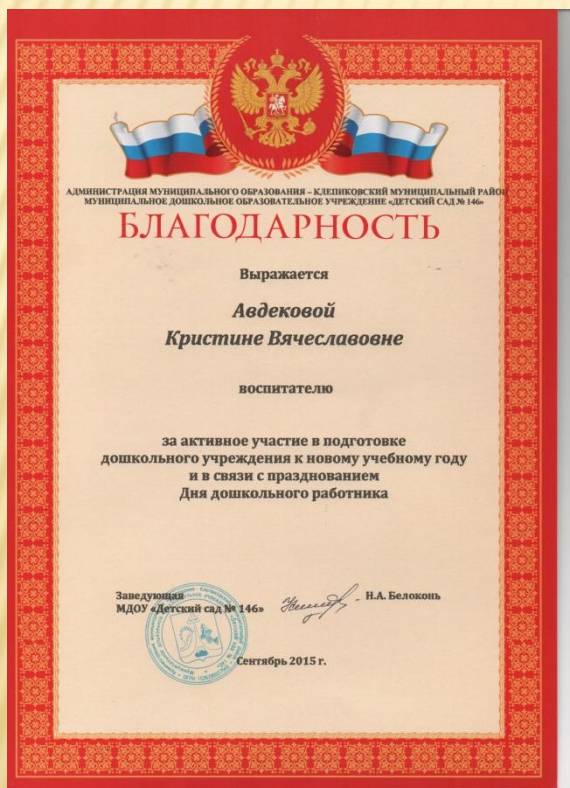 АДМИНИСТРАЦИЯ МУНИЦИПАЛЬНОГО ОБРАЗОВАНИЯ – КЛЕПИКОВСКИЙ МУНИЦИПАЛЬНЫЙ РАЙОН
МУНИЦИПАЛЬНОЕ ДОШКОЛЬНОЕ ОБРАЗОВАТЕЛЬНОЕ УЧРЕЖДЕНИЕ «ДЕТСКИЙ САД № 146»
БЛАГОДАРНОСТЬ
Выражается
Авдековой
Кристине Вячеславовне
воспитателю
за активное участие в подготовке
дошкольного учреждения к новому учебному году
и в связи с празднованием
Дня дошкольного работника
Заведующая
МДОУ «Детский сад № 146»
Н.А. Белоконь
Сентябрь 2015 г.